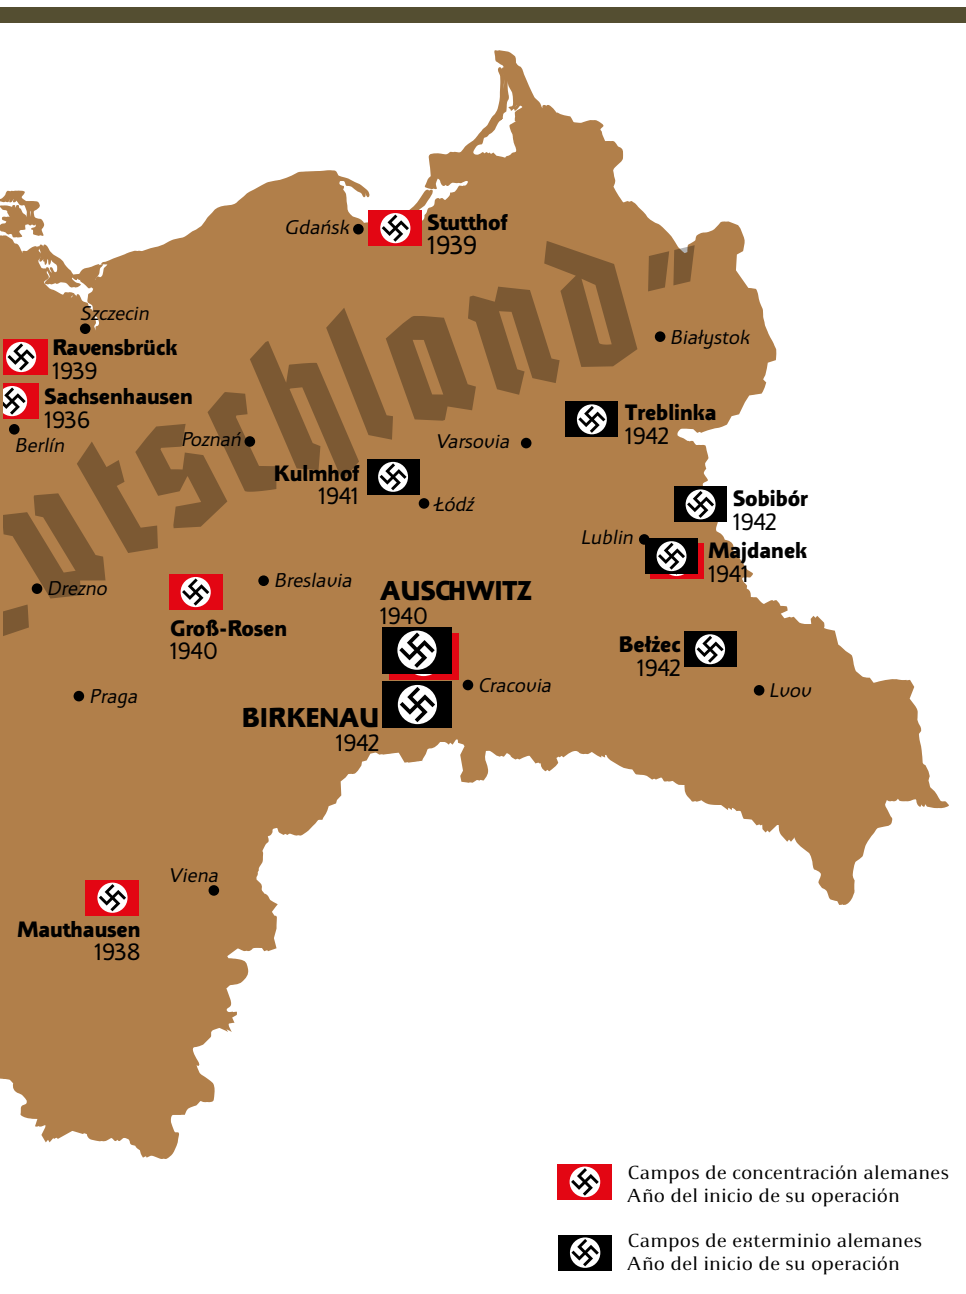 Gdańsk
Stutthof
1939
utschland”
Szczecin
Białystok
Ravensbrück
1939
Sachsenhausen
1936
Berlín
Treblinka
1942
Poznań
Varsovia
Kulmhof
1941
Łódź
Sobibór
1942
Lublin
Majdanek
1941
Drezno
Breslavia
AUSCHWITZ
1940
Groß-Rosen
1940
Bełżec
1942
Cracovia
Lvov
Praga
BIRKENAU
1942
Viena
Mauthausen
1938
Campos de concentración alemanes
Año del inicio de su operación
Campos de exterminio alemanes
Año del inicio de su operación